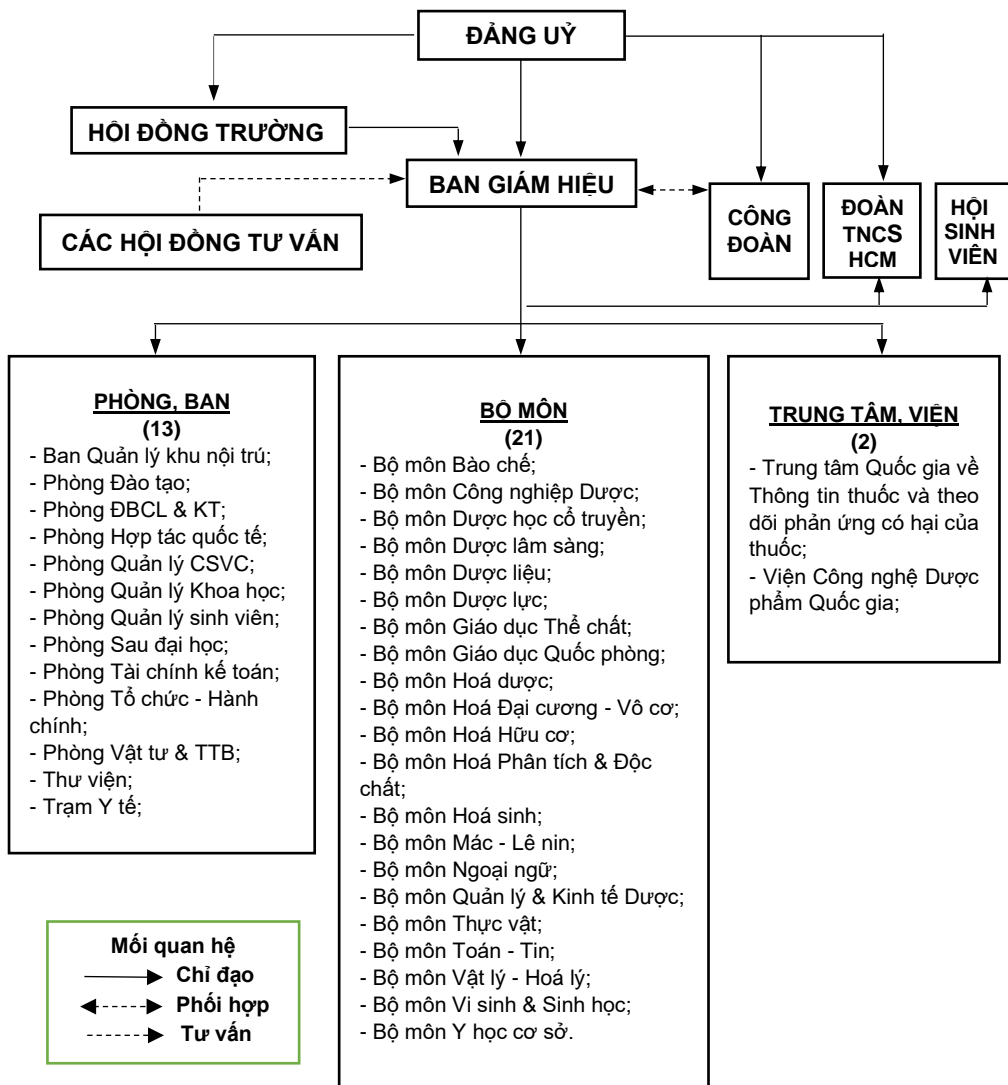 ĐẢNG UỶ
HÔI ĐỒNG TRƯỜNG
BAN GIÁM HIỆU
CÁC HỘI ĐỒNG TƯ VẤN
CÔNG
ĐOÀN
ĐOÀN
TNCS
HCM
HỘI
SINH
VIÊN
PHÒNG, BAN
(13)
- Ban Quản lý khu nội trú;
- Phòng Đào tạo;
- Phòng ĐBCL & KT;
- Phòng Hợp tác quốc tế;
- Phòng Quản lý CSVC;
- Phòng Quản lý Khoa học;
- Phòng Quản lý sinh viên;
- Phòng Sau đại học;
- Phòng Tài chính kế toán;
- Phòng Tổ chức - Hành
chính;
- Phòng Vật tư & TTB;
- Thư viện;
- Trạm Y tế;
BÔ MÔN
(21)
- Bộ môn Bào chế;
- Bộ môn Công nghiệp Dược;
- Bộ môn Dược học cổ truyền;
- Bộ môn Dược lâm sàng;
- Bộ môn Dược liệu;
- Bộ môn Dược lực;
- Bộ môn Giáo dục Thể chất;
- Bộ môn Giáo dục Quốc phòng;
- Bộ môn Hoá dược;
- Bộ môn Hoá Đại cương - Vô cơ;
- Bộ môn Hoá Hữu cơ;
- Bộ môn Hoá Phân tích & Độc
chất;
- Bộ môn Hoá sinh;
- Bộ môn Mác - Lê nin;
- Bộ môn Ngoại ngữ;
- Bộ môn Quản lý & Kinh tế Dược;
- Bộ môn Thực vật;
- Bộ môn Toán - Tin;
- Bộ môn Vật lý - Hoá lý;
- Bộ môn Vi sinh & Sinh học;
- Bộ môn Y học cơ sở.
TRUNG TÂM, VIỆN
(2)
- Trung tâm Quốc gia về
Thông tin thuốc và theo
dõi phản ứng có hại của
thuốc;
- Viện Công nghệ Dược
phẩm Quốc gia;
Mối quan hệ
Chỉ đạo
Phối hợp
Tư vấn